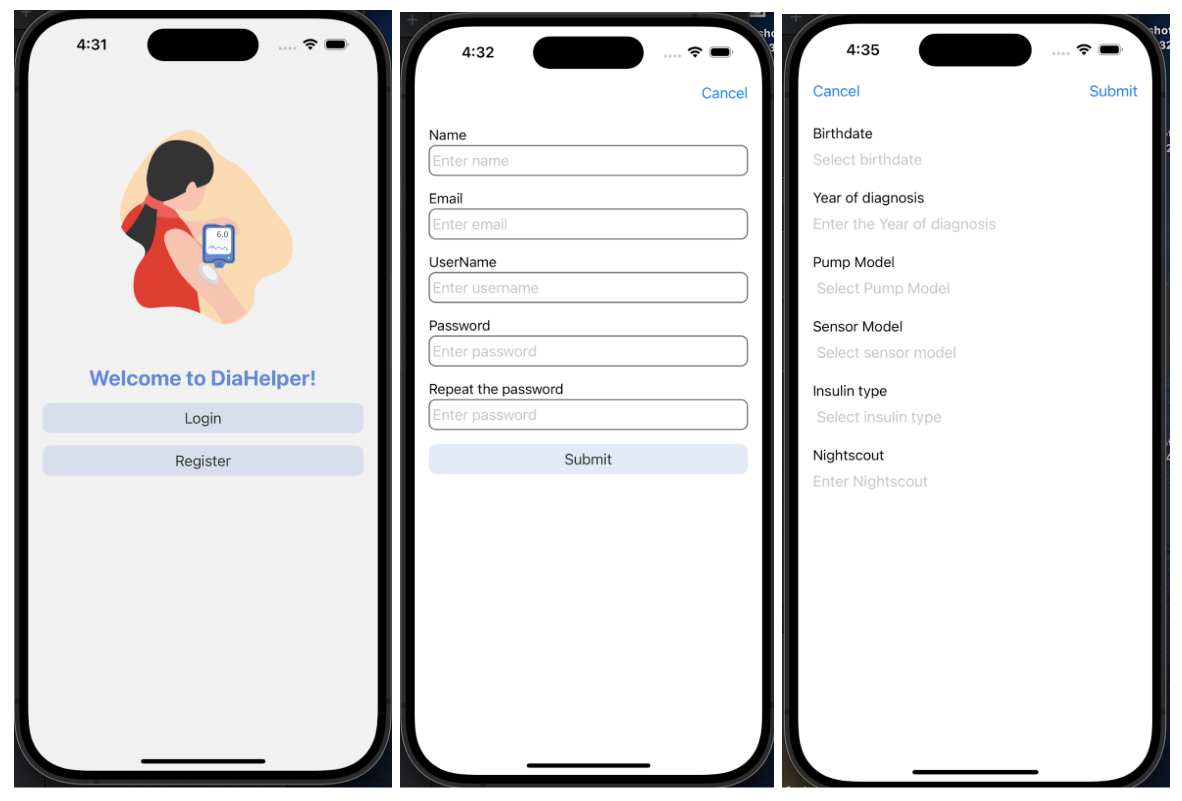 4:31
6.0
Welcome to DiaHelper!
Login
Register
4:32
Cancel
Name
Enter name
Email
Enter email
UserName
Enter username
Password
Enter password
Repeat the password
Enter password
Submit
4:35
Cancel
Submit
Birthdate
Select birthdate
Year of diagnosis
Enter the Year of diagnosis
Pump Model
Select Pump Model
Sensor Model
Select sensor model
Insulin type
Select insulin type
Nightscout
Enter Nightscout